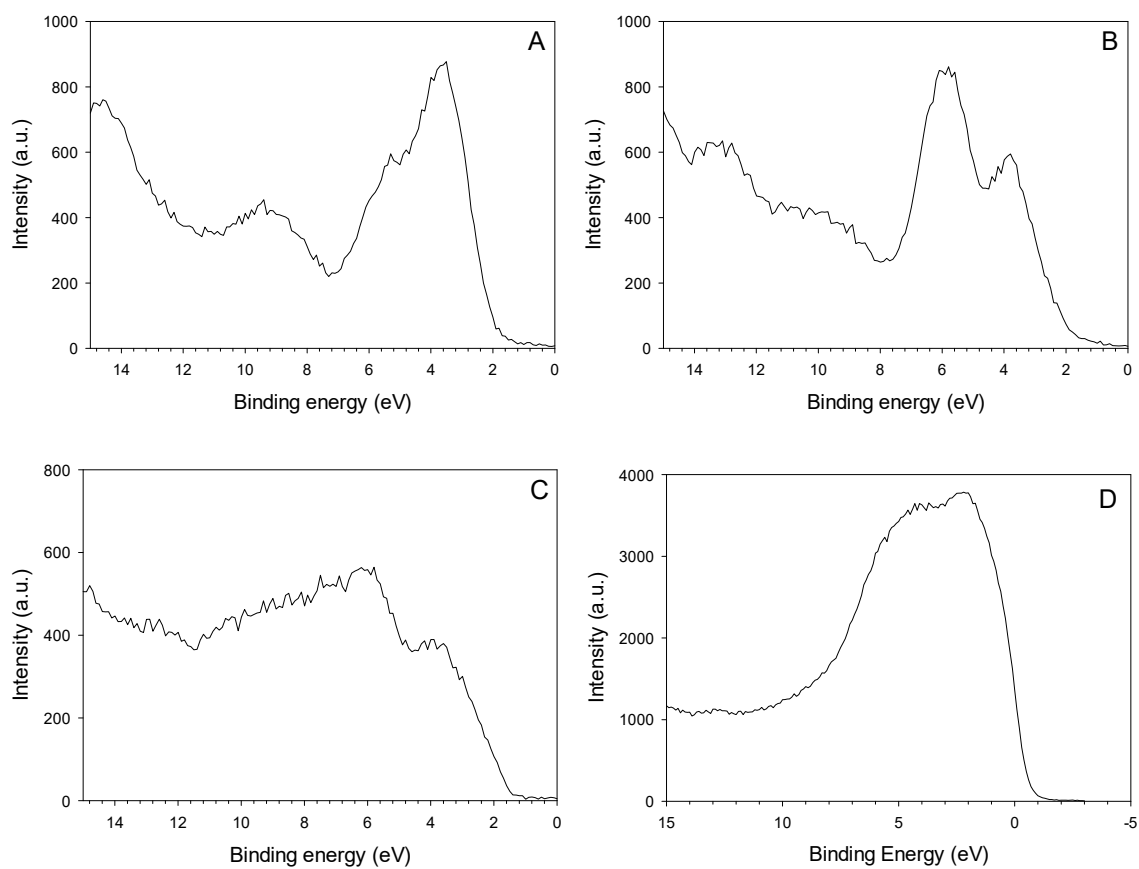 A
1000
800
600
400
200
0
Intensity (a.u.)
14 12 10 8 6 4 2 0
Binding energy (eV)
B
1000
800
600
400
200
0
Intensity (a.u.)
14 12 10 8 6 4 2 0
Binding energy (eV)
C
800
600
400
200
0
Intensity (a.u.)
14 12 10 8 6 4 2 0
Binding energy (eV)
D
4000
3000
2000
1000
0
Intensity (a.u.)
15 10 5 0 -5
Binding Energy (eV)